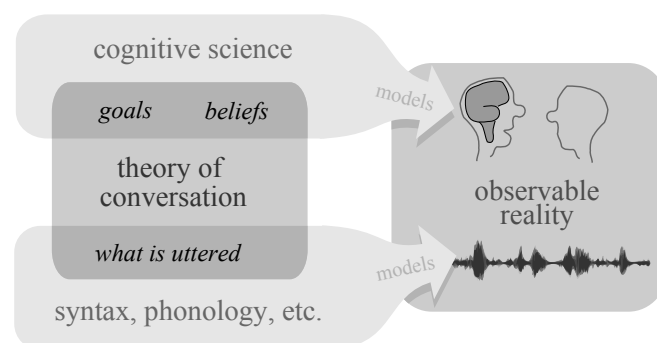 cognitive science
goals beliefs
models
theory of
conversation
observable
reality
what is uttered
models
syntax, phonology, etc.